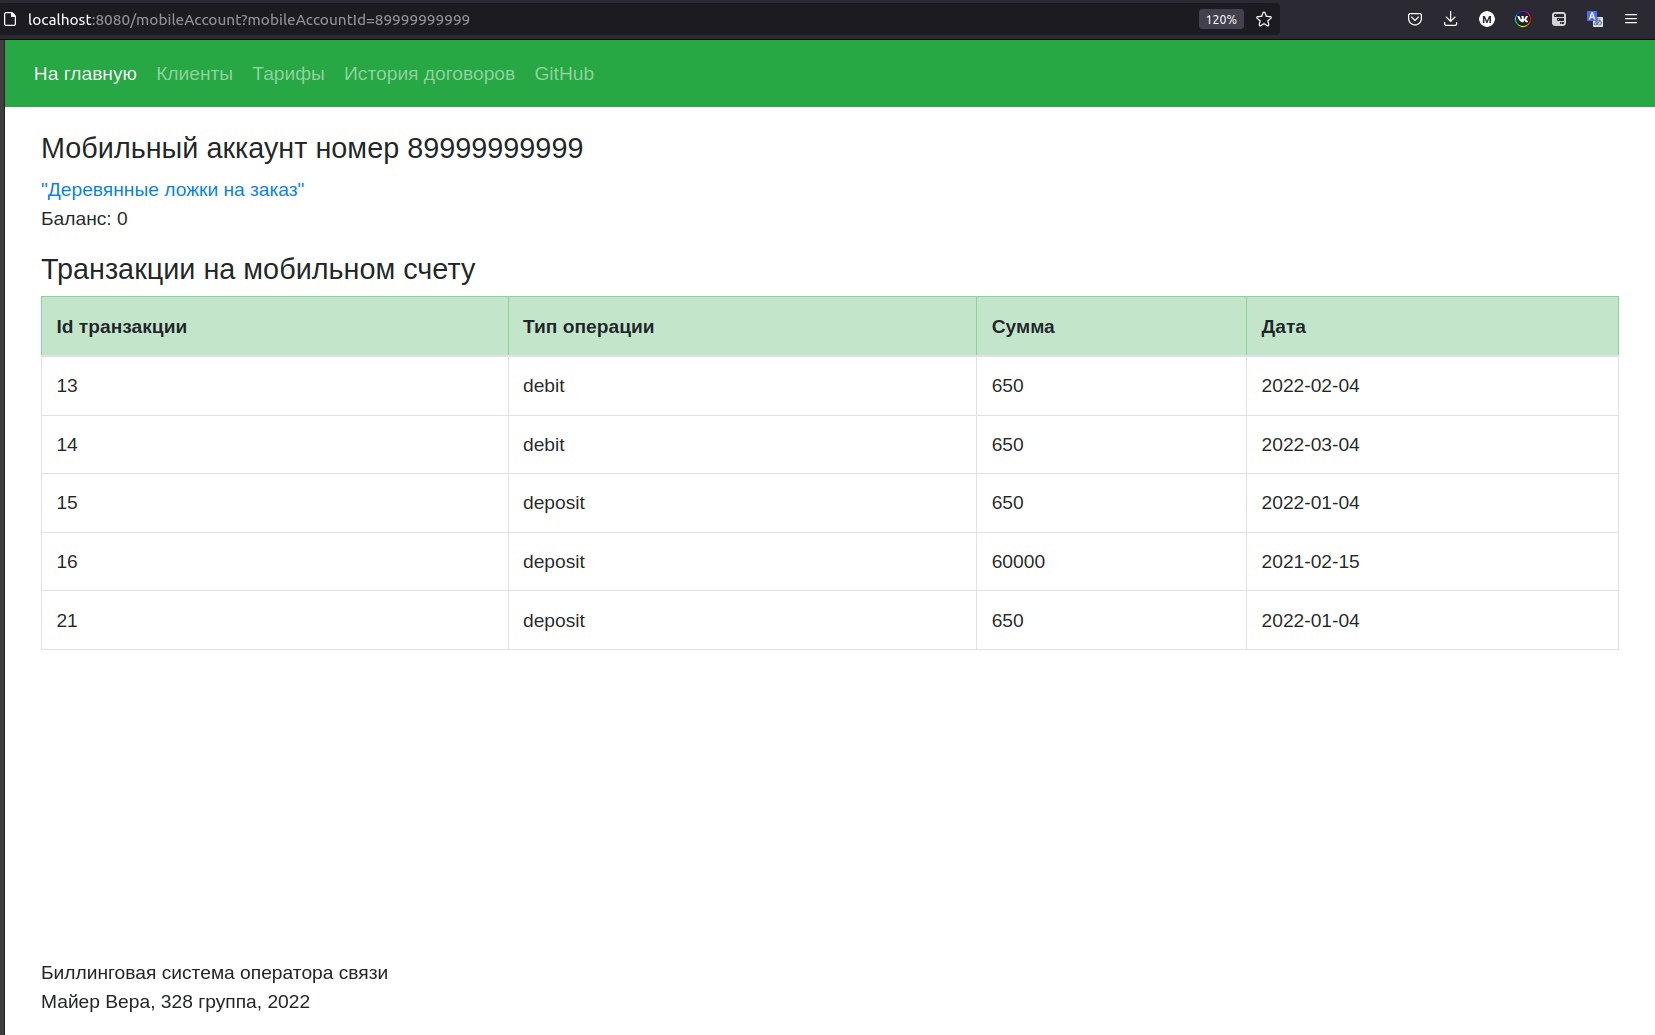 localhost:8080/mobileAccount?mobileAccountId=89999999999 120%
На главную Клиенты Тарифы История договоров GitHub
Мобильный аккаунт номер 89999999999
"Деревянные ложки на заказ"
Баланс: 0
Транзакции на мобильном счету
Id транзакции Тип операции Сумма Дата
13 debit 650 2022-02-04
14 debit 650 2022-03-04
15 deposit 650 2022-01-04
16 deposit 60000 2021-02-15
21 deposit 650 2022-01-04
Биллинговая система оператора связи
Майер Вера, 328 группа, 2022